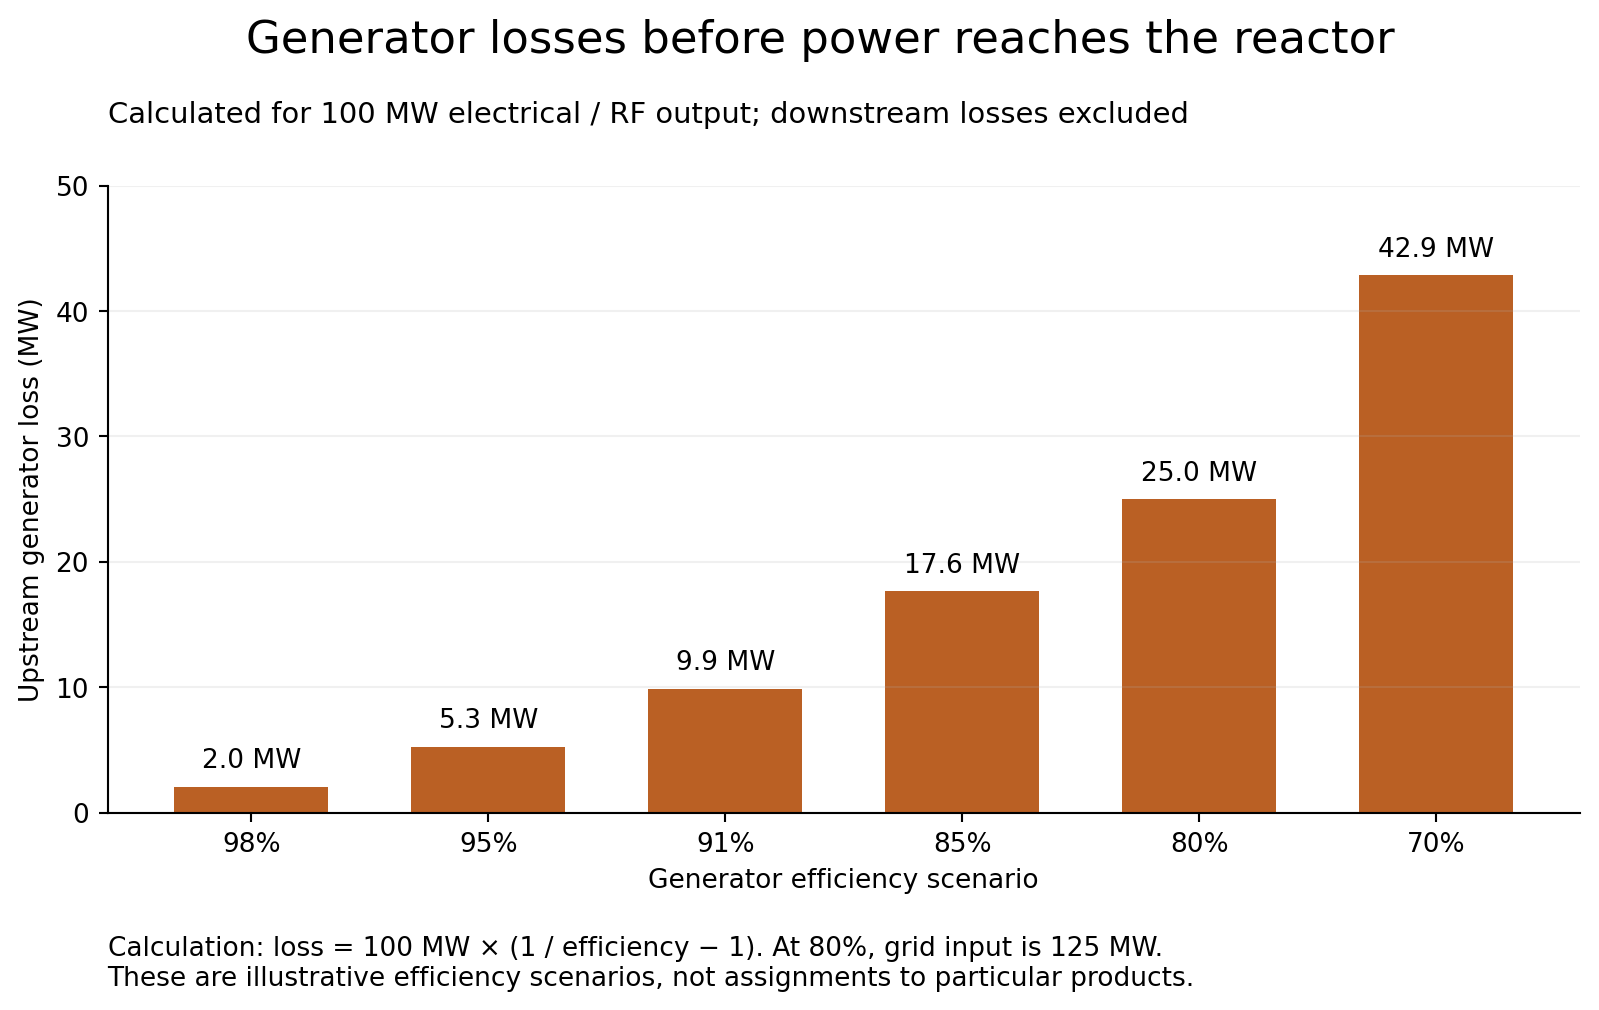 Generator losses before power reaches the reactor
Calculated for 100 MW electrical / RF output; downstream losses excluded
Upstream generator loss (MW)
50
40
30
20
10
0
2.0 MW
5.3 MW
9.9 MW
17.6 MW
25.0 MW
42.9 MW
98%
95%
91%
85%
80%
70%
Generator efficiency scenario
Calculation: loss = 100 MW × (1 / efficiency − 1). At 80%, grid input is 125 MW.
These are illustrative efficiency scenarios, not assignments to particular products.